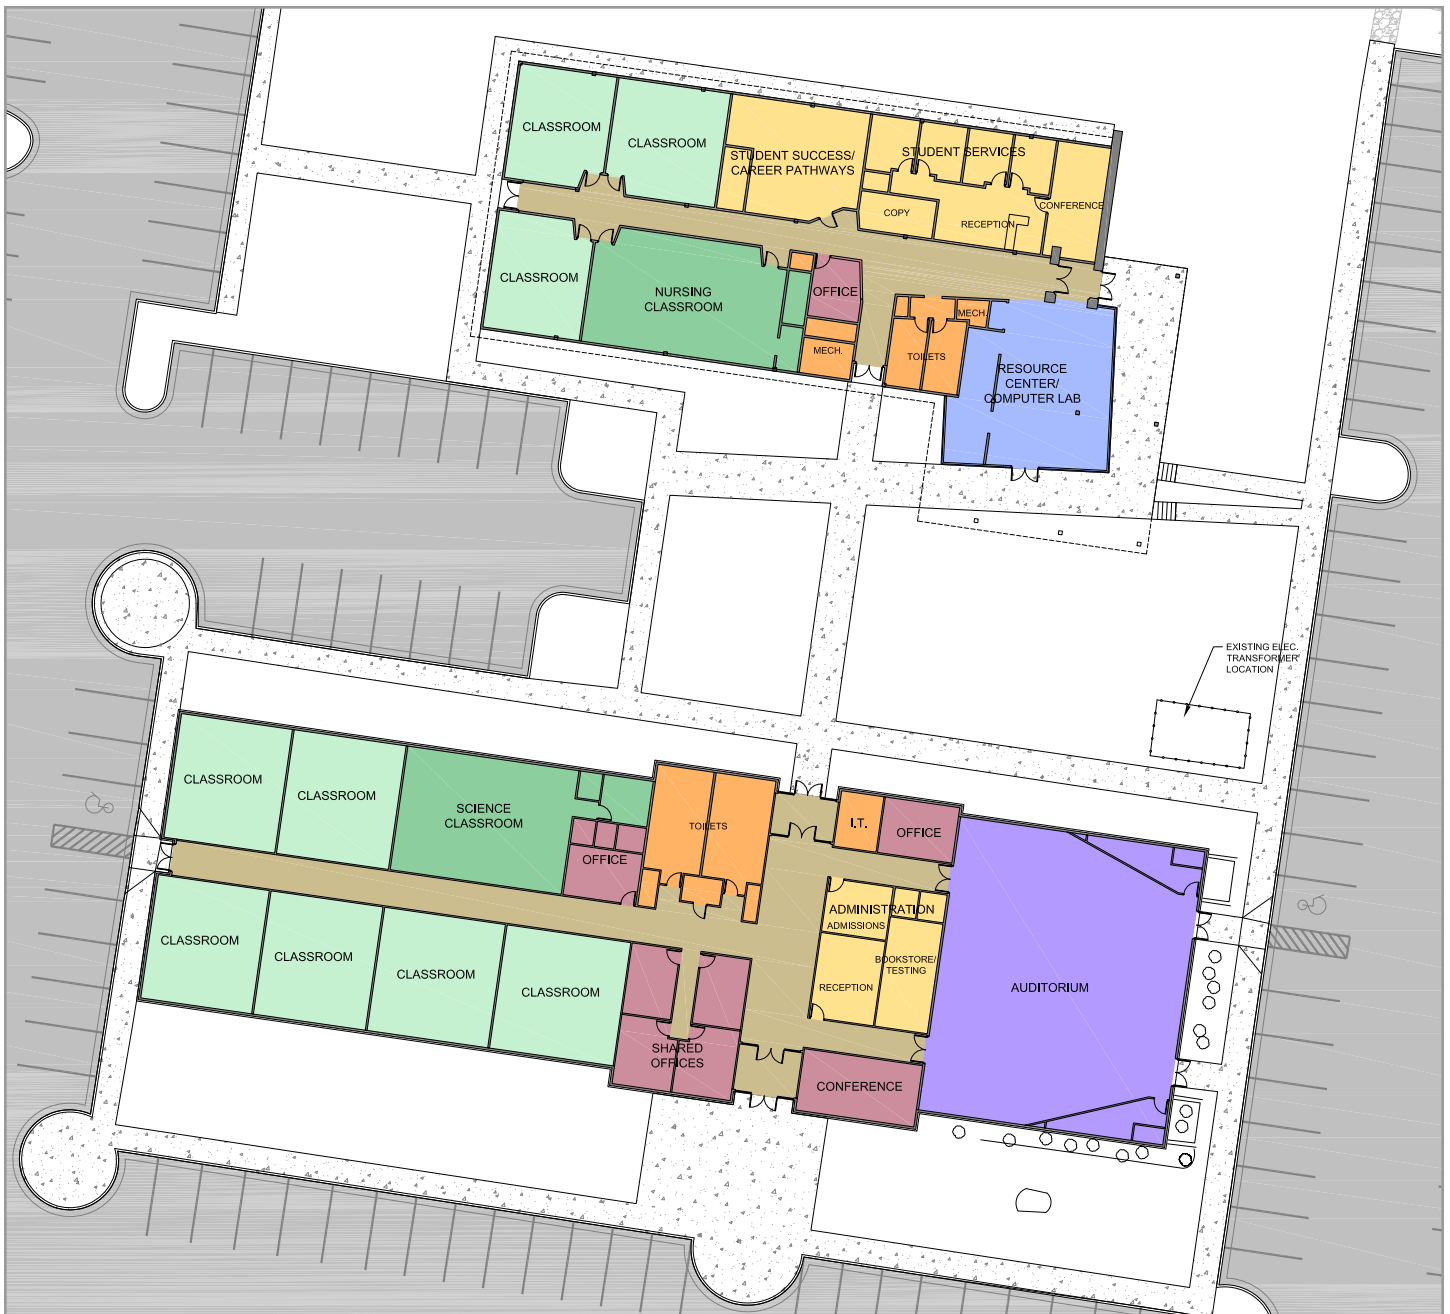 CLASSROOM
CLASSROOM
STUDENT SUCCESS/
CAREER PATHWAYS
STUDENT SERVICES
COPY
RECEPTION
CONFERENCE
CLASSROOM
NURSING
CLASSROOM
OFFICE
MECH.
MECH.
TOILETS
RESOURCE
CENTER/
COMPUTER LAB
EXISTING ELEC.
TRANSFORMER
LOCATION
CLASSROOM
CLASSROOM
SCIENCE
CLASSROOM
OFFICE
TOILETS
I.T.
OFFICE
ADMINISTRATION
ADMISSIONS
BOOKSTORE/
TESTING
RECEPTION
AUDITORIUM
CLASSROOM
CLASSROOM
CLASSROOM
CLASSROOM
SHARED
OFFICES
CONFERENCE